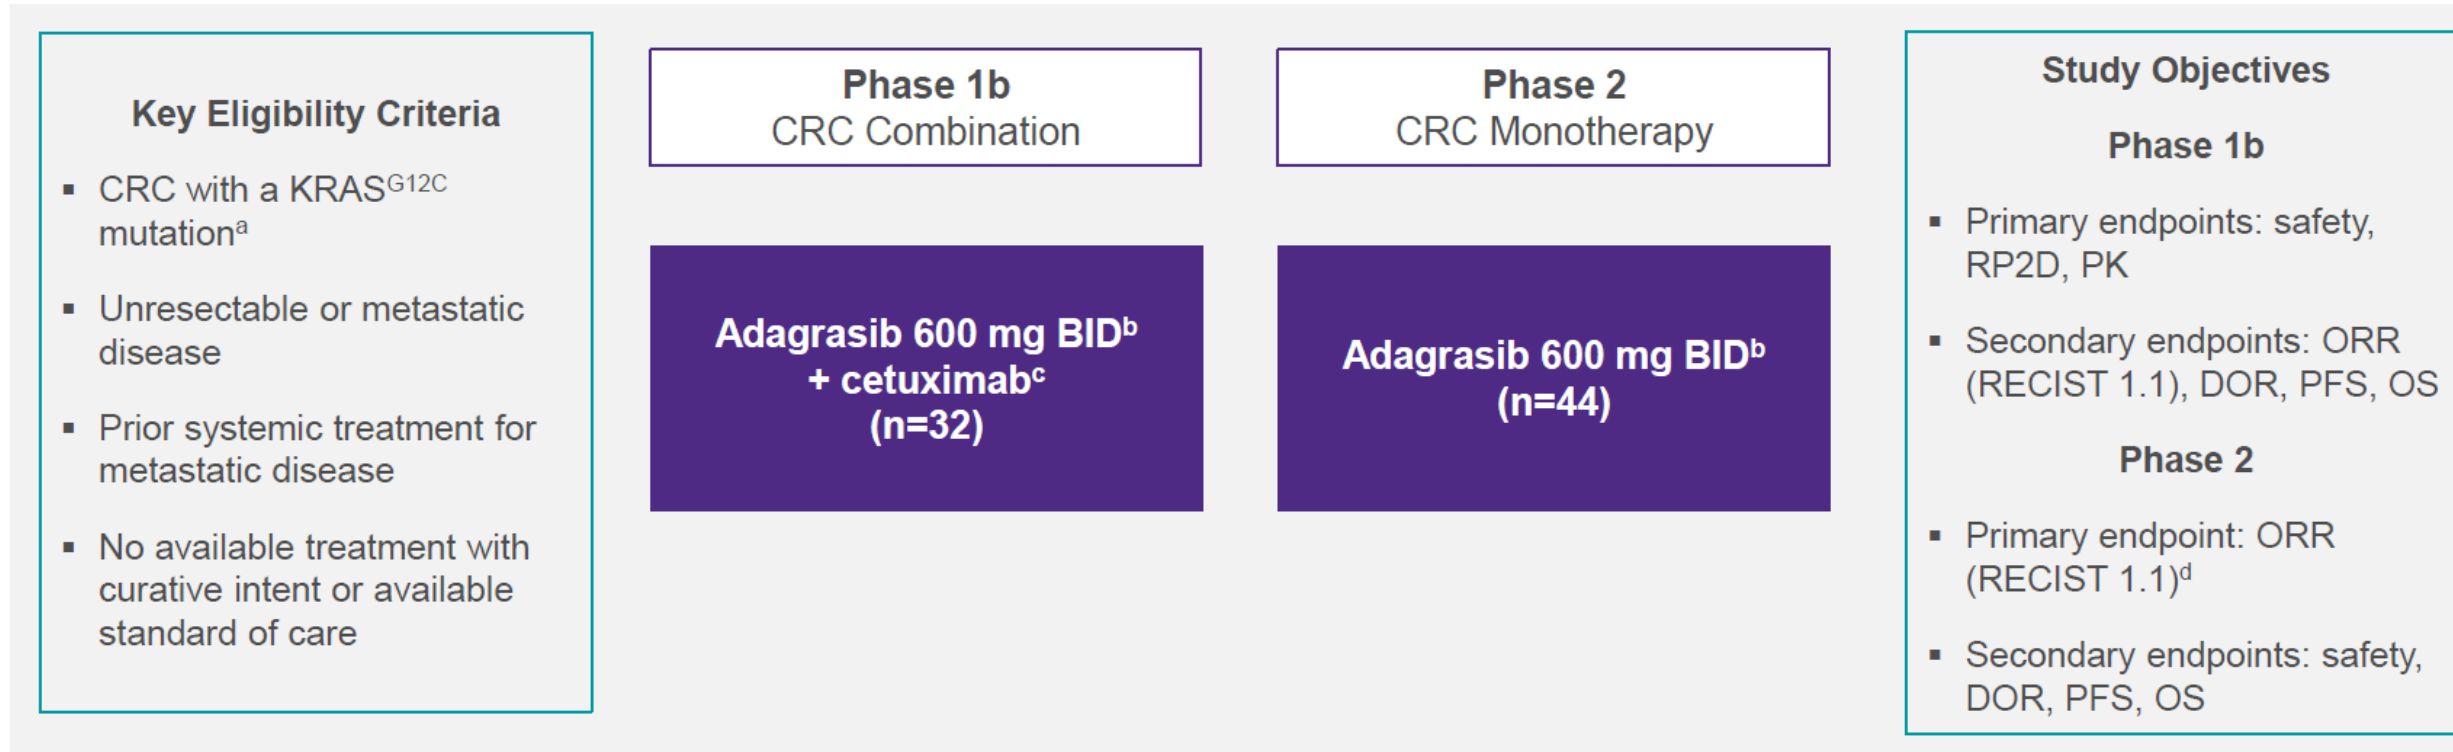 Key Eligibility Criteria
▪ CRC with a KRASᴳ¹²ꟲ
mutationᵃ
▪ Unresectable or metastatic
disease
▪ Prior systemic treatment for
metastatic disease
▪ No available treatment with
curative intent or available
standard of care
Phase 1b
CRC Combination
Adagrasib 600 mg BIDᵇ
+ cetuximabᶜ
(n=32)
Phase 2
CRC Monotherapy
Adagrasib 600 mg BIDᵇ
(n=44)
Study Objectives
Phase 1b
▪ Primary endpoints: safety,
RP2D, PK
▪ Secondary endpoints: ORR
(RECIST 1.1), DOR, PFS, OS
Phase 2
▪ Primary endpoint: ORR
(RECIST 1.1)ᵈ
▪ Secondary endpoints: safety,
DOR, PFS, OS